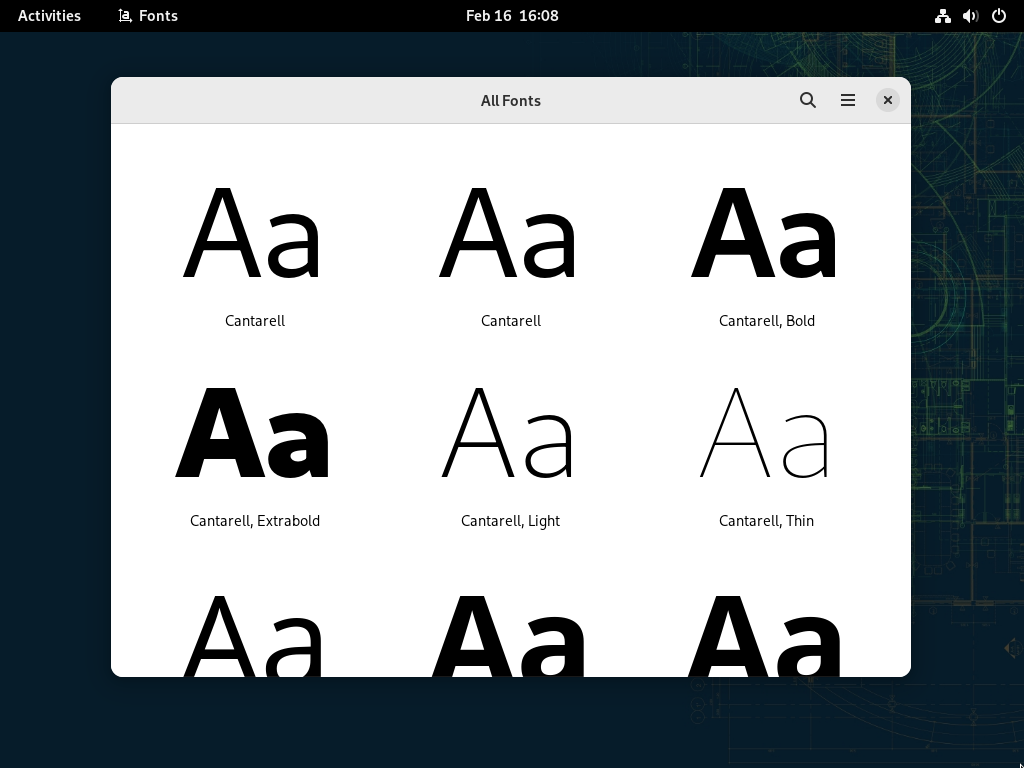 Activities Fonts Feb 16 16:08
All Fonts
Aa Aa Aa
Cantarell Cantarell Cantarell, Bold
Aa Aa Aa
Cantarell, Extrabold Cantarell, Light Cantarell, Thin
Aa Aa Aa